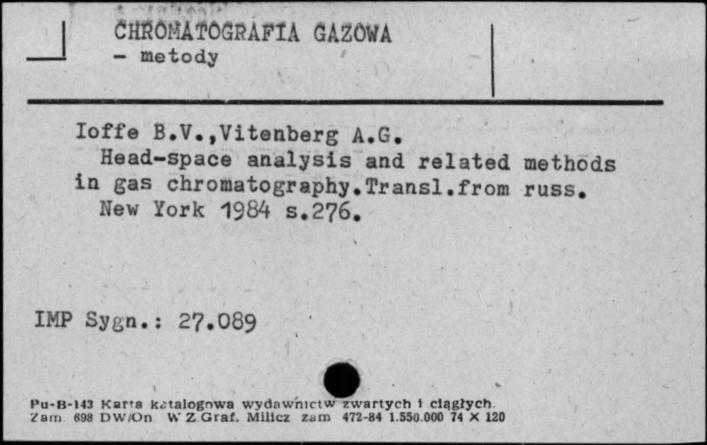 CHROMATOGRAFIA GAZOWA
- metody
Ioffe B.V.,Vitenberg A.G.
Head-space analysis and related methods
in gas chromatography.Transl.from russ.
New York 1984 s.276.
IMP Sygn.: 27.089
Pu-B-143 Karta katalogowa wydawnictw zwartych i ciągłych.
Zam. 698 DW/On W Z.Graf. Milicz zam 472-84 1.550.000 74 X 120